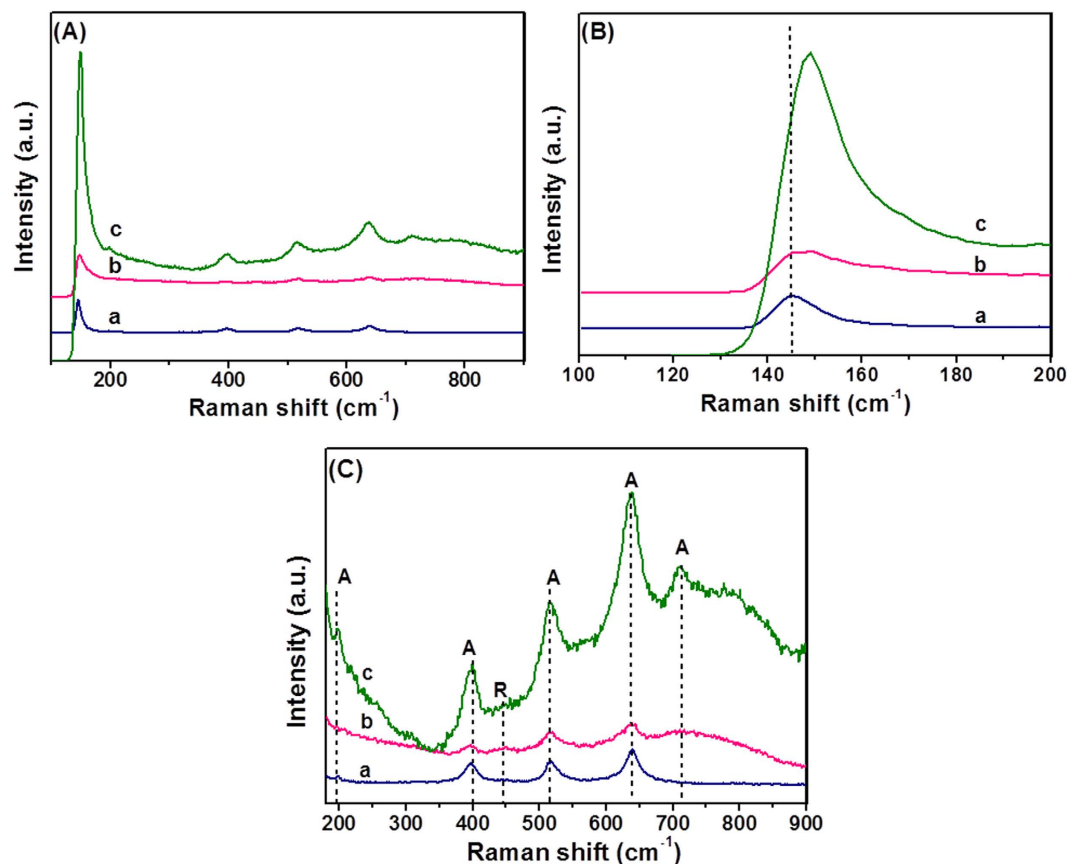 (A)
Intensity (a.u.)
c
b
a
200 400 600 800
Raman shift (cm⁻¹)
(B)
Intensity (a.u.)
c
b
a
100 120 140 160 180 200
Raman shift (cm⁻¹)
(C)
Intensity (a.u.)
A
A
R
A
A
A
c
b
a
200 300 400 500 600 700 800 900
Raman shift (cm⁻¹)